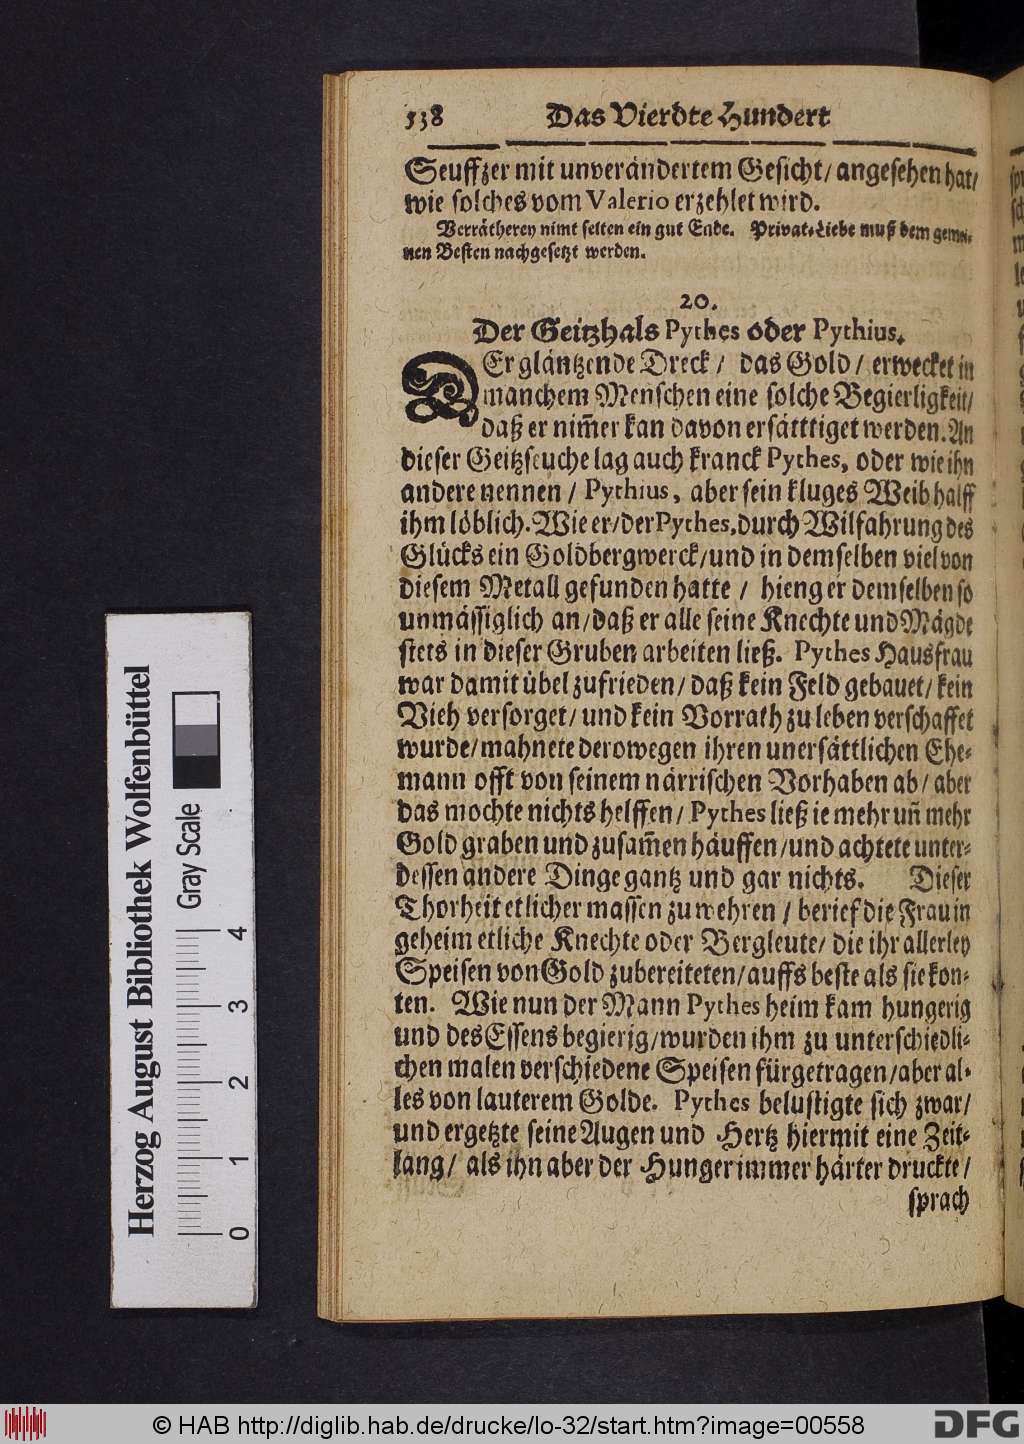 538 Das Vierdte Hundert
Seuffzer mit unverändertem Gesicht/ angesehen hat/
wie solches vom Valerio erzehlet wird.
Verrätherey nimt selten ein gut Ende. Privat-Liebe muß dem gemei-
nen Besten nachgesetzt werden.
20.
Der Geitzhals Pythes oder Pythius.
DEr gläntzende Dreck/ das Gold/ erwecket in
manchem Menschen eine solche Begierligkeit/
daß er nim̃er kan davon ersätttiget werden. An
dieser Geitzseuche lag auch kranck Pythes, oder wie ihn
andere nennen/ Pythius, aber sein kluges Weib halff
ihm löblich. Wie er/ der Pythes, durch Wilfahrung des
Glücks ein Goldbergwerck/ und in demselben viel von
diesem Metall gefunden hatte/ hieng er demselben so
unmässiglich an/ daß er alle seine Knechte und Mägde
stets in dieser Gruben arbeiten ließ. Pythes Hausfrau
war damit übel zufrieden/ daß kein Feld gebauet/ kein
Vieh versorget/ und kein Vorrath zu leben verschaffet
wurde/ mahnete derowegen ihren unersättlichen Ehe-
mann offt von seinem närrischen Vorhaben ab/ aber
das mochte nichts helffen/ Pythes ließ ie mehr uñ mehr
Gold graben und zusam̃en häuffen/ und achtete unter-
dessen andere Dinge gantz und gar nichts. Dieser
Thorheit etlicher massen zu wehren/ berief die Frau in
geheim etliche Knechte oder Bergleute/ die ihr allerley
Speisen von Gold zubereiteten/ auffs beste als sie kon-
ten. Wie nun der Mann Pythes heim kam hungerig
und des Essens begierig/ wurden ihm zu unterschiedli-
chen malen verschiedene Speisen fürgetragen/ aber al-
les von lauterem Golde. Pythes belustigte sich zwar/
und ergetzte seine Augen und Hertz hiermit eine Zeit-
lang/ als ihn aber der Hunger immer härter druckte/
sprach
Herzog August Bibliothek Wolfenbüttel
Gray Scale
0 1 2 3 4
© HAB http://diglib.hab.de/drucke/lo-32/start.htm?image=00558
DFG